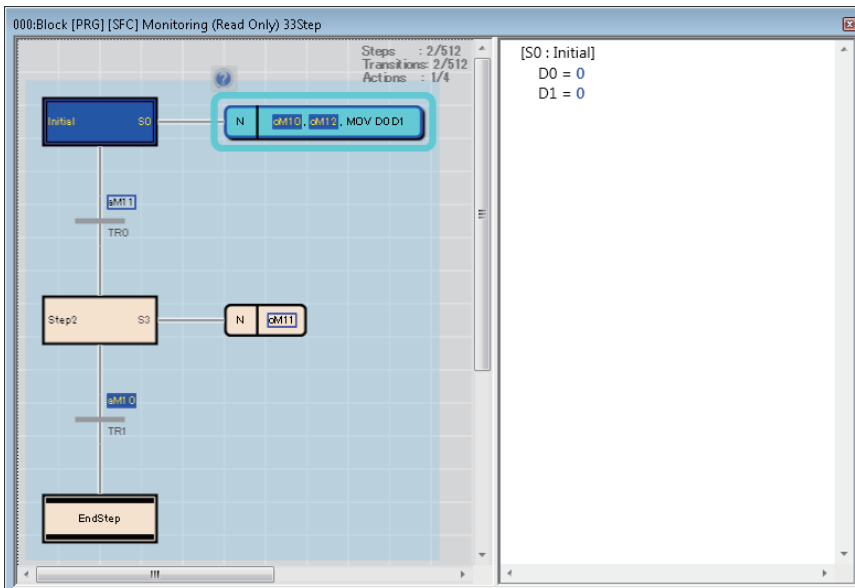 000:Block [PRG] [SFC] Monitoring (Read Only) 33Step
Steps : 2/512
Transitions: 2/512
Actions : 1/4
Initial S0
N oM10, oM12, MOV D0 D1
aM11
TR0
Step2 S3
N oM11
aM10
TR1
EndStep
[S0 : Initial]
D0 = 0
D1 = 0